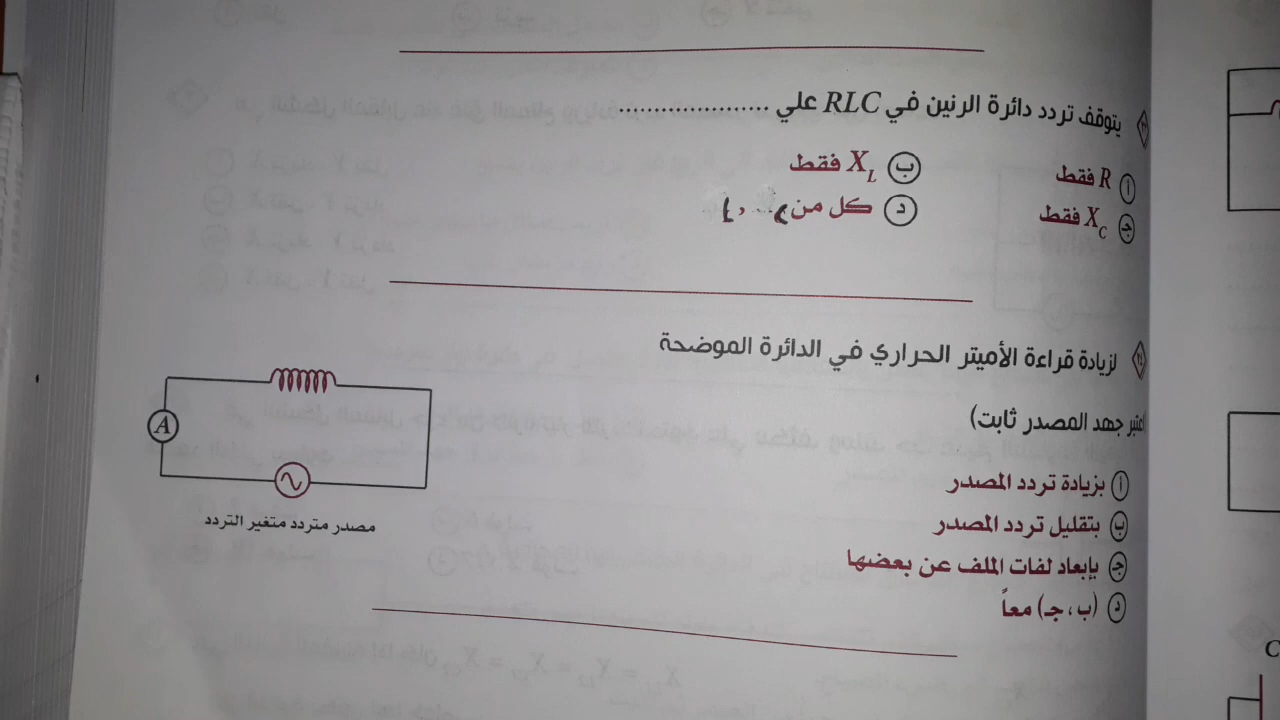 يتوقف تردد دائرة الرنين في RLC علي ....................
أ R فقط
ب X_L فقط
ج X_C فقط
د كل من
لزيادة قراءة الأميتر الحراري في الدائرة الموضحة
(اعتبر جهد المصدر ثابت)
أ بزيادة تردد المصدر
ب بتقليل تردد المصدر
ج بإبعاد لفات الملف عن بعضها
د (ب، جـ) معاً
A
مصدر متردد متغير التردد
C